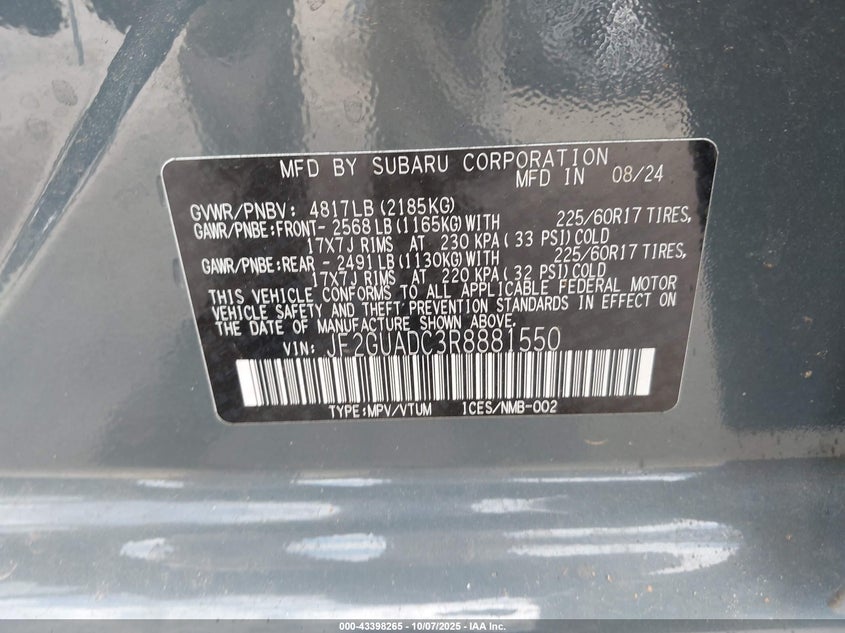 MFD BY SUBARU CORPORATION
MFD IN 08/24
GVWR/PNBV: 4817LB (2185KG)
GAWR/PNBE:FRONT- 2568LB (1165KG) WITH 225/60R17 TIRES,
17X7J RIMS AT 230 KPA ( 33 PSI) COLD
GAWR/PNBE:REAR - 2491LB (1130KG) WITH 225/60R17 TIRES,
17X7J RIMS AT 220 KPA ( 32 PSI) COLD
THIS VEHICLE CONFORMS TO ALL APPLICABLE FEDERAL MOTOR
VEHICLE SAFETY AND THEFT PREVENTION STANDARDS IN EFFECT ON
THE DATE OF MANUFACTURE SHOWN ABOVE.
VIN: JF2GUADC3R8881550
TYPE:MPV/VTUM ICES/NMB-002
000-43398265 - 10/07/2025 - IAA Inc.